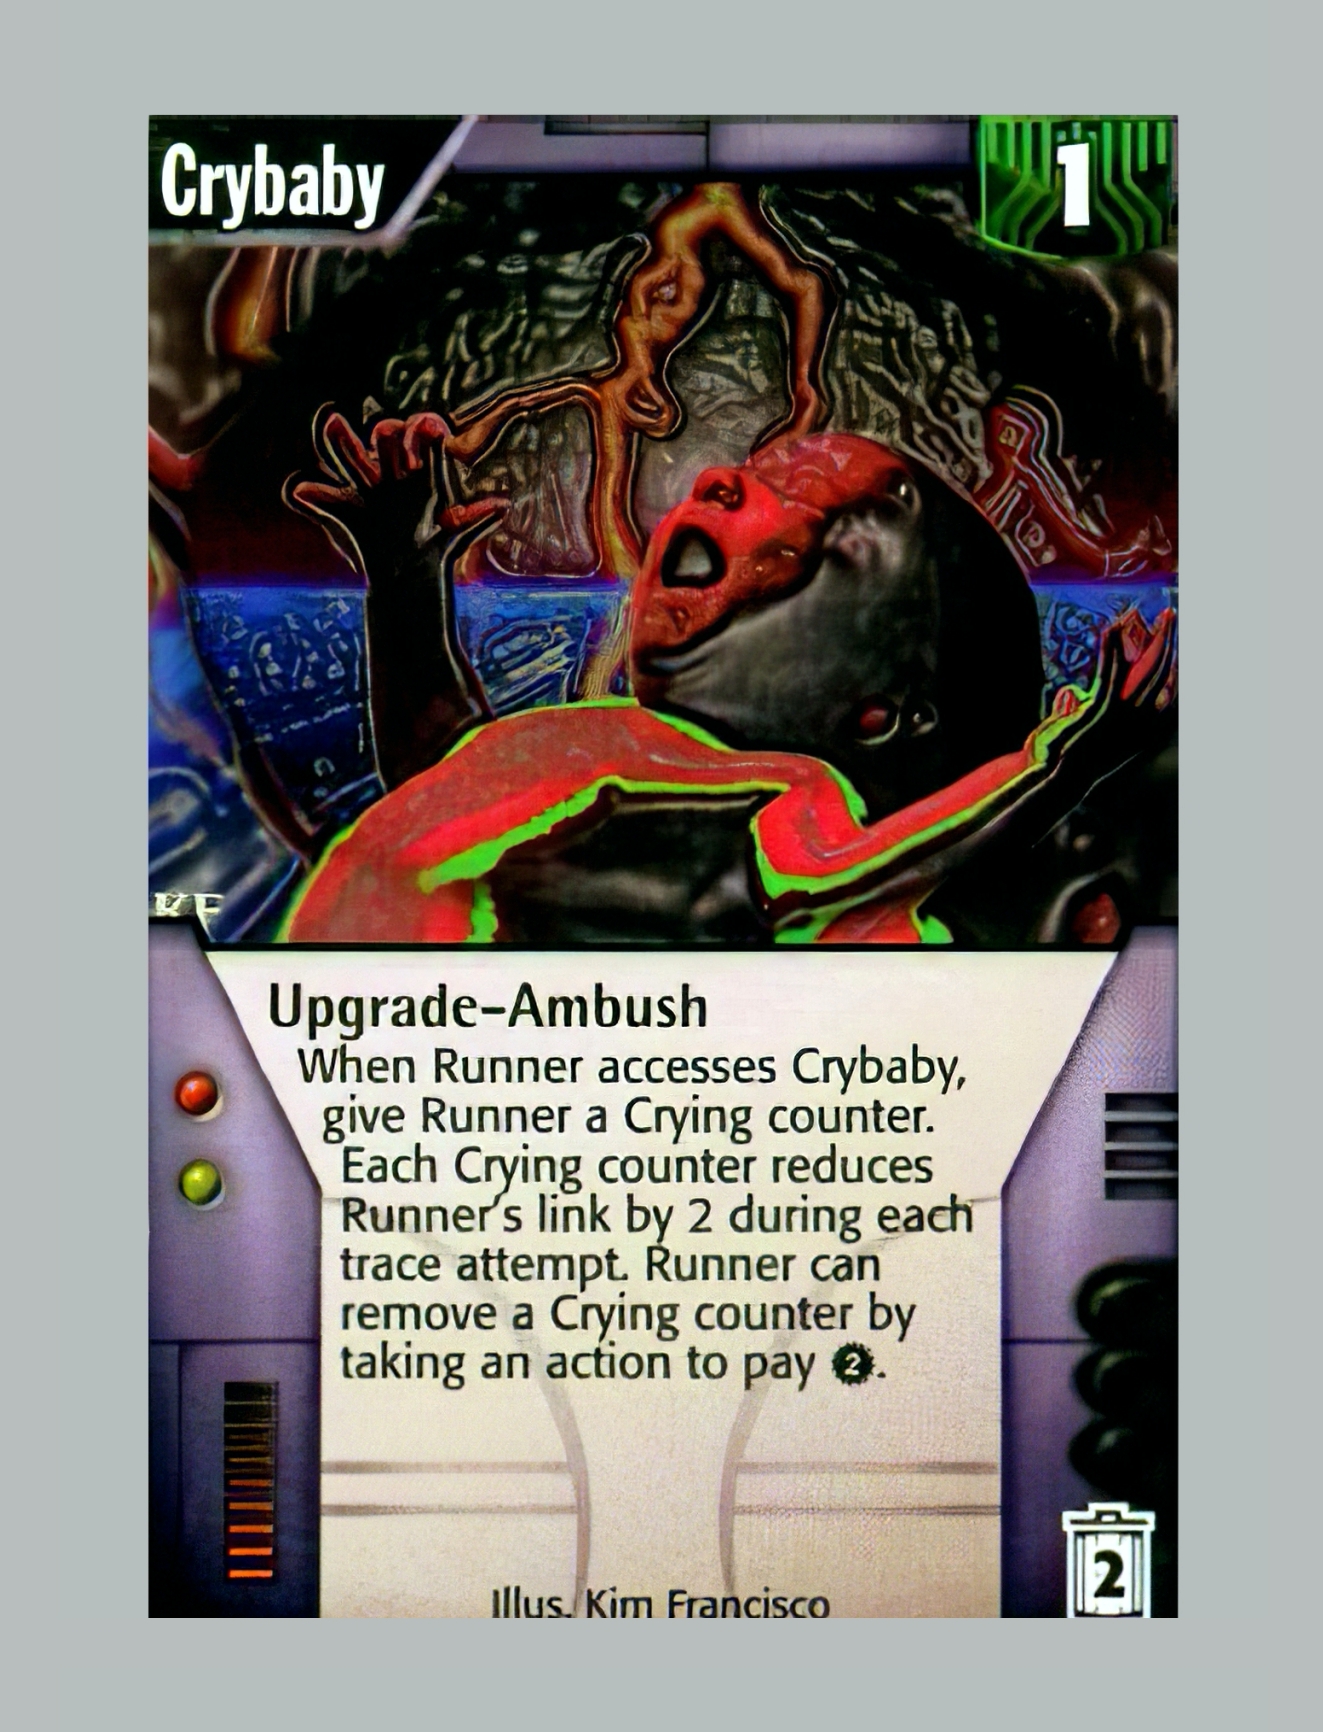 Crybaby
1
KF
Upgrade-Ambush
When Runner accesses Crybaby,
give Runner a Crying counter.
Each Crying counter reduces
Runner's link by 2 during each
trace attempt. Runner can
remove a Crying counter by
taking an action to pay 2.
2
Illus. Kim Francisco